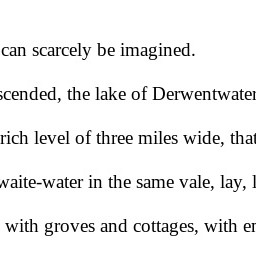 can scarcely be imagined.
scended, the lake of Derwentwater
rich level of three miles wide, that
waite-water in the same vale, lay, l
with groves and cottages, with en